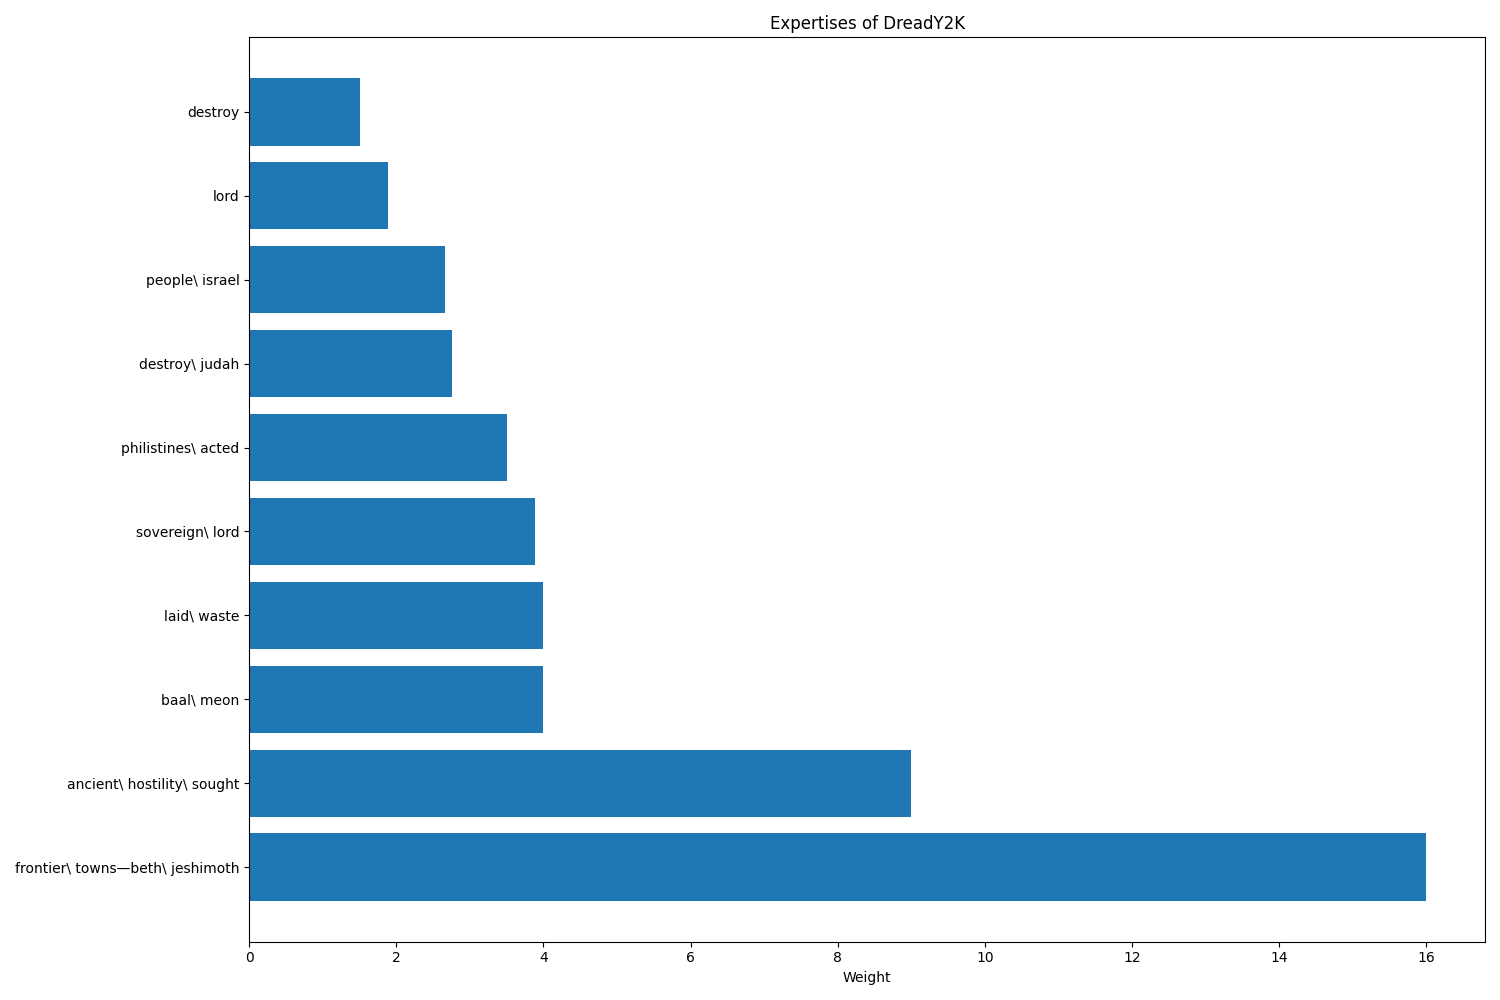 Expertises of DreadY2K
destroy
lord
people\ israel
destroy\ judah
philistines\ acted
sovereign\ lord
laid\ waste
baal\ meon
ancient\ hostility\ sought
frontier\ towns—beth\ jeshimoth
0 2 4 6 8 10 12 14 16
Weight